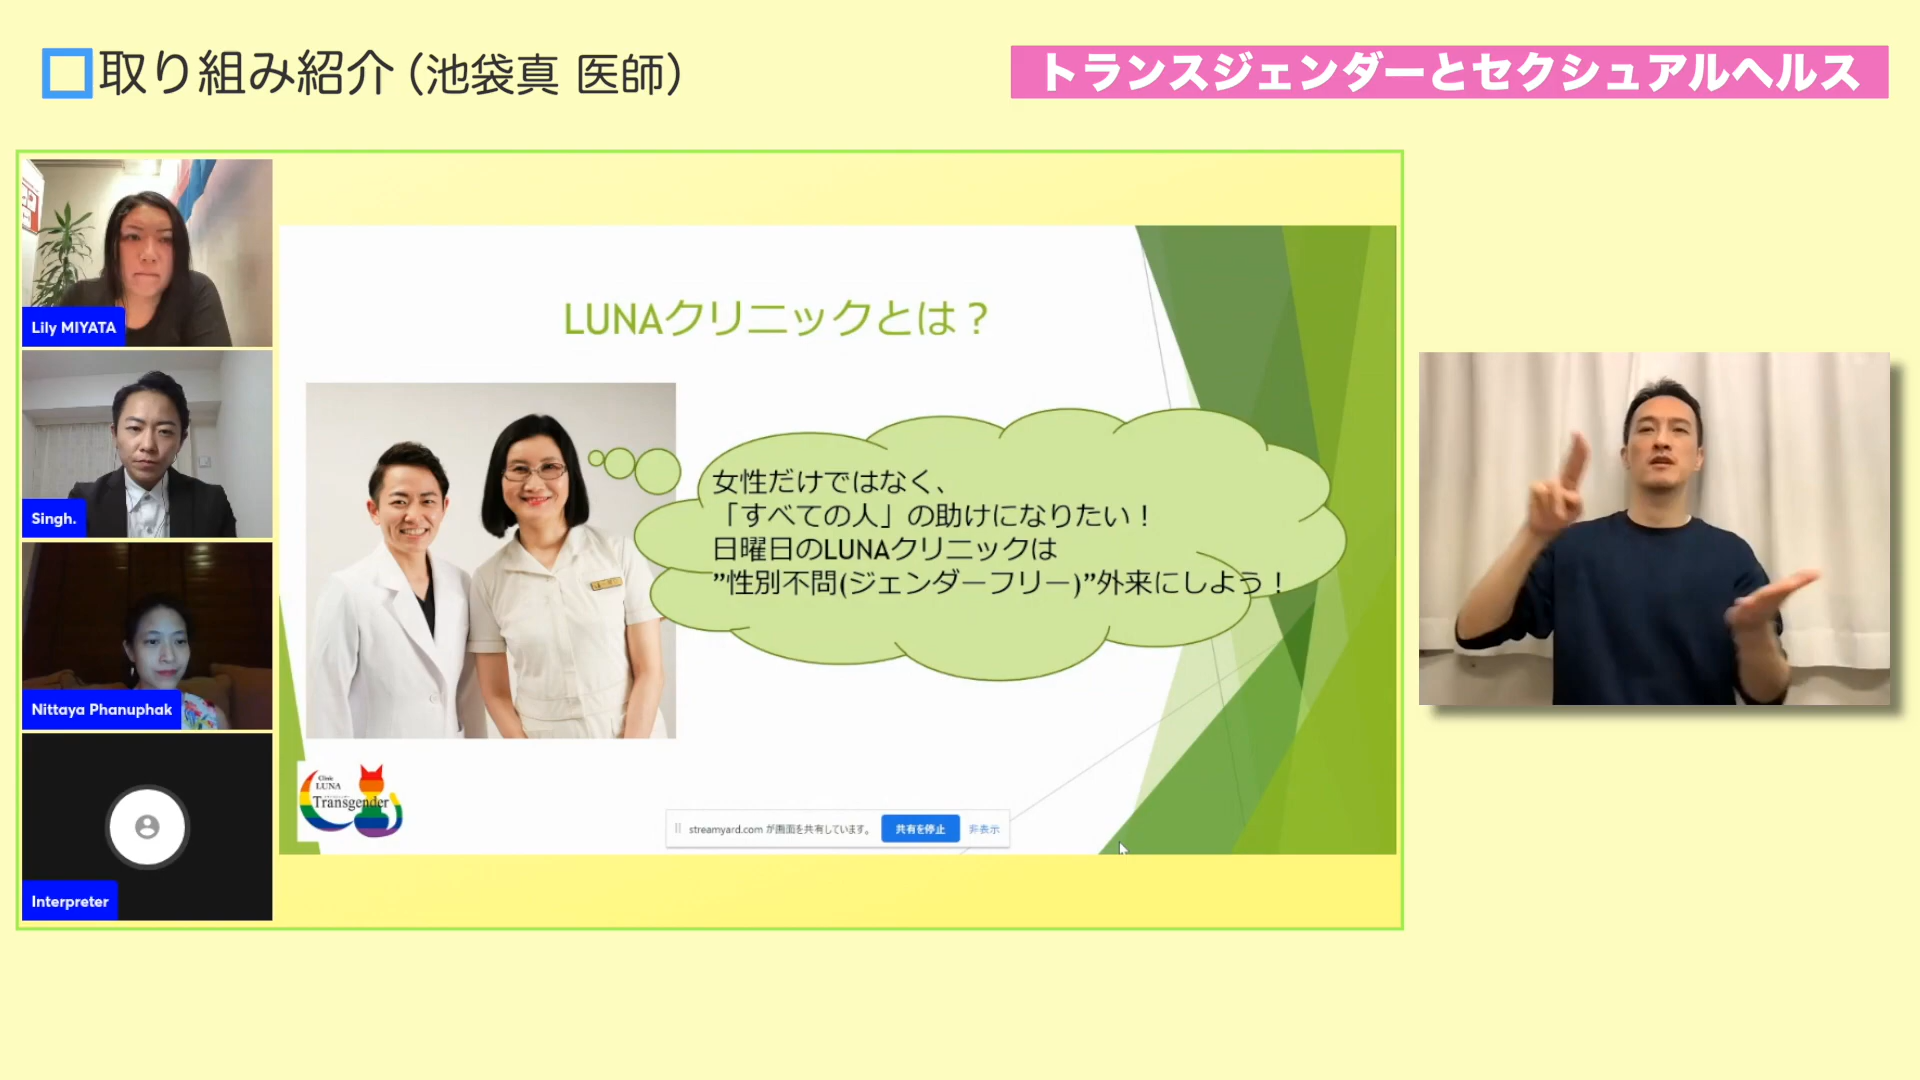 取り組み紹介（池袋真 医師）
トランスジェンダーとセクシュアルヘルス
Lily MIYATA
Singh.
Nittaya Phanuphak
Interpreter
LUNAクリニックとは？
女性だけではなく、
「すべての人」の助けになりたい！
日曜日のLUNAクリニックは
”性別不問(ジェンダーフリー)”外来にしよう！
Clinic
LUNA
Transgender
streamyard.com が画面を共有しています。
共有を停止
非表示